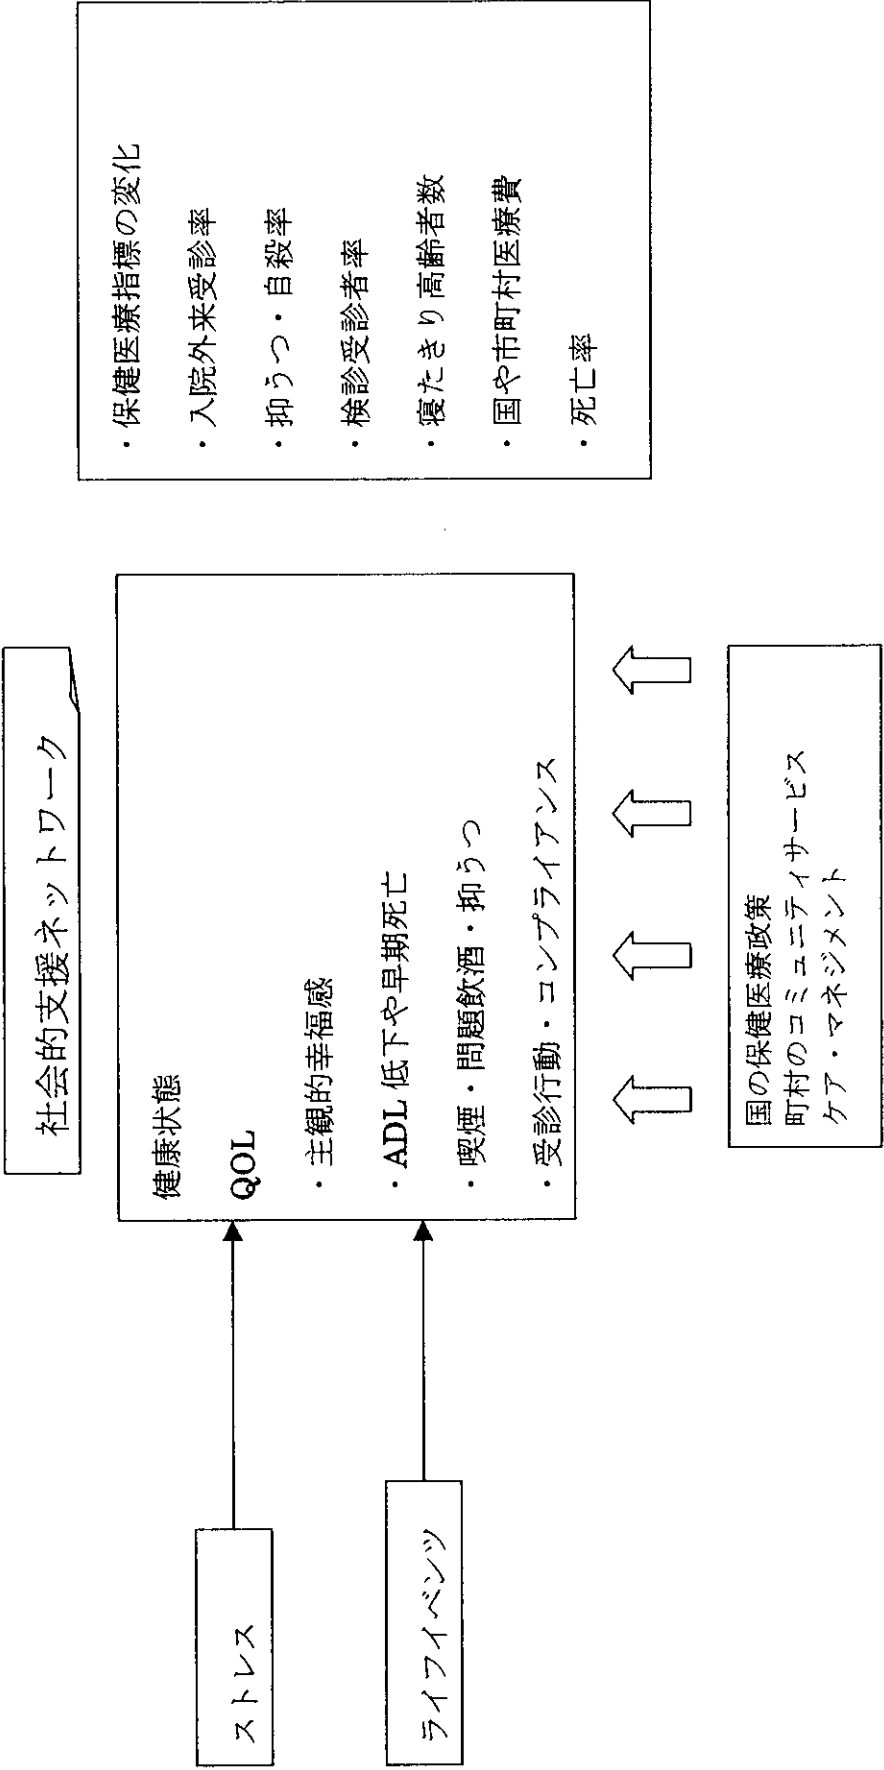 社会的支援ネットワーク
ストレス
ライフイベンツ
健康状態
QOL
・主観的幸福感
・ADL 低下や早期死亡
・喫煙・問題飲酒・抑うつ
・受診行動・コンプライアンス
・保健医療指標の変化
・入院外来受診率
・抑うつ・自殺率
・検診受診者率
・寝たきり高齢者数
・国や市町村医療費
・死亡率
国の保健医療政策
町村のコミュニティサービス
ケア・マネジメント